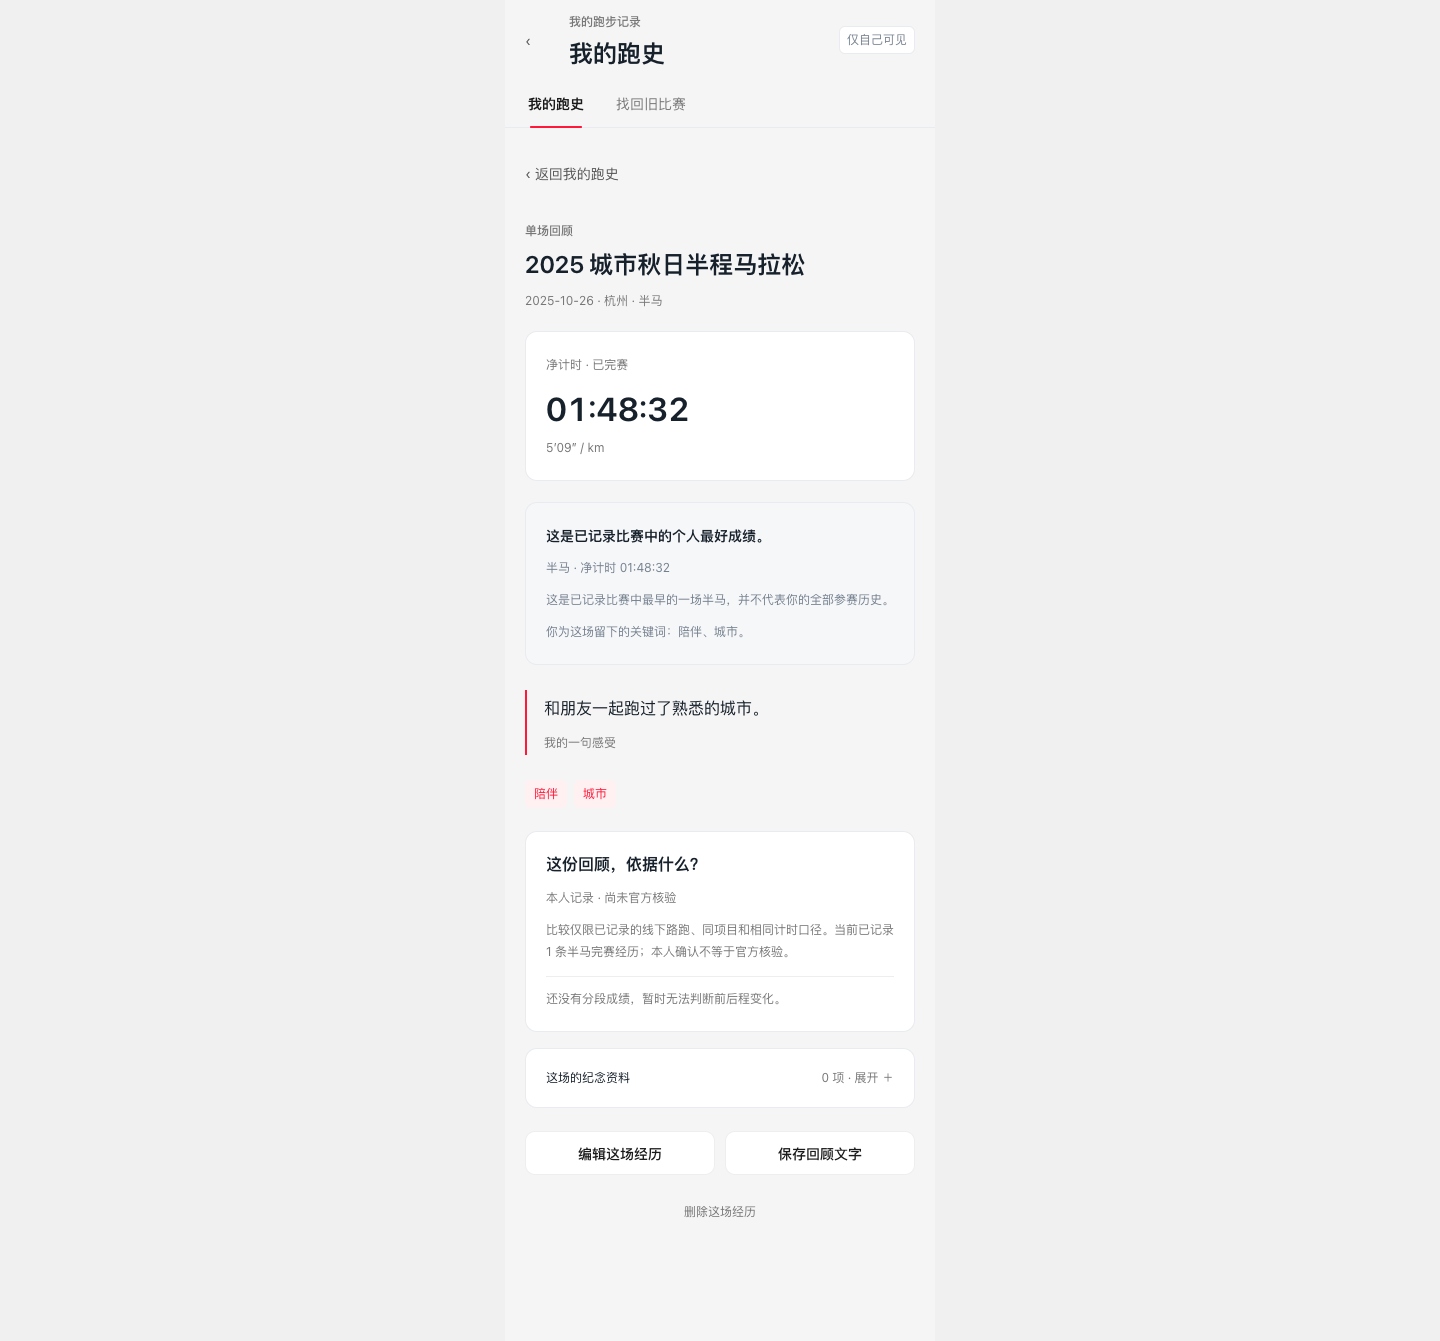 ‹
我的跑步记录
我的跑史
仅自己可见
我的跑史
找回旧比赛
‹ 返回我的跑史
单场回顾
2025 城市秋日半程马拉松
2025-10-26 · 杭州 · 半马
净计时 · 已完赛
01:48:32
5′09″ / km
这是已记录比赛中的个人最好成绩。
半马 · 净计时 01:48:32
这是已记录比赛中最早的一场半马，并不代表你的全部参赛历史。
你为这场留下的关键词：陪伴、城市。
和朋友一起跑过了熟悉的城市。
我的一句感受
陪伴
城市
这份回顾，依据什么？
本人记录 · 尚未官方核验
比较仅限已记录的线下路跑、同项目和相同计时口径。当前已记录
1 条半马完赛经历；本人确认不等于官方核验。
还没有分段成绩，暂时无法判断前后程变化。
这场的纪念资料
0 项 · 展开 ＋
编辑这场经历
保存回顾文字
删除这场经历